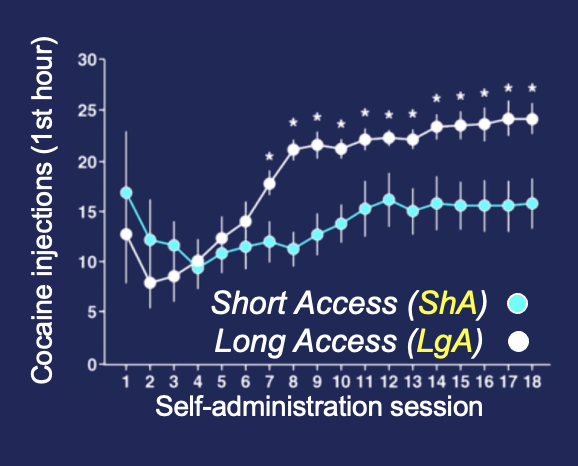 Cocaine injections (1st hour)
30
25
20
15
10
5
0
* * * * * * * * * * * *
Short Access (ShA)
Long Access (LgA)
1 2 3 4 5 6 7 8 9 10 11 12 13 14 15 16 17 18
Self-administration session